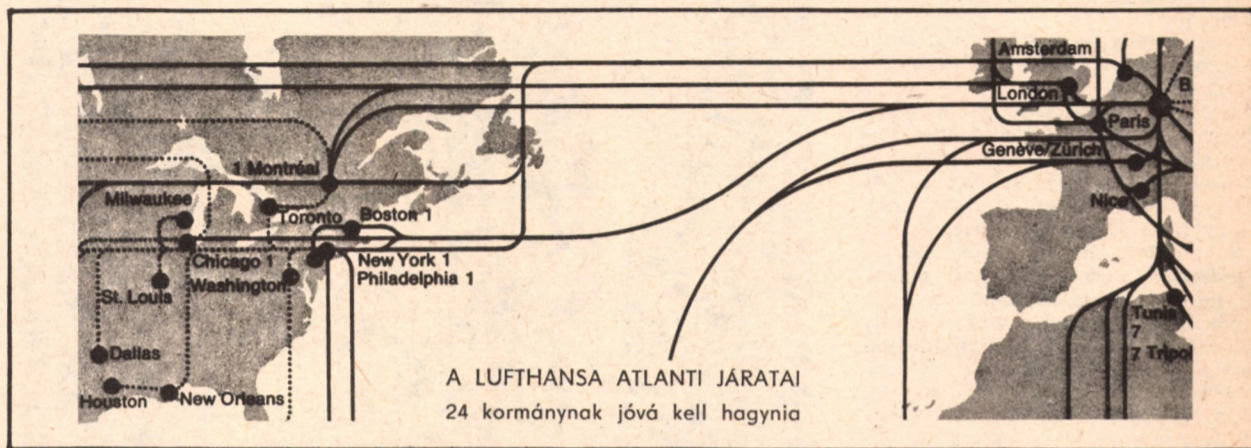 Amsterdam
B
London
Paris
1 Montréal
Genève/Zürich
Milwaukee
Nice
Toronto
Boston 1
Chicago 1
New York 1
Washington
Philadelphia 1
St. Louis
Tunis
7
7 Tripol
Dallas
Houston
New Orleans
A LUFTHANSA ATLANTI JÁRATAI
24 kormánynak jóvá kell hagynia